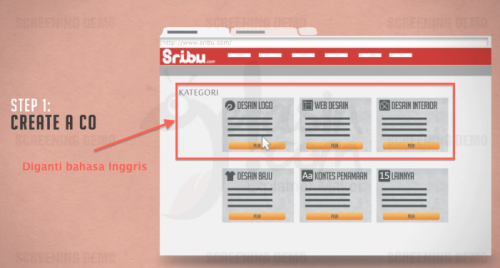 SCREENING DEMO SCREENING DEMO
http://www.sribu.com/
Sribu.com
KATEGORI
DESAIN LOGO WEB DESAIN DESAIN INTERIOR
STEP 1:
CREATE A CO
Diganti bahasa Inggris
DESAIN BAJU KONTES PENAMAAN LAINNYA
Aa 15
SCREENING DEMO SCREENING DEMO SCREENING DEMO